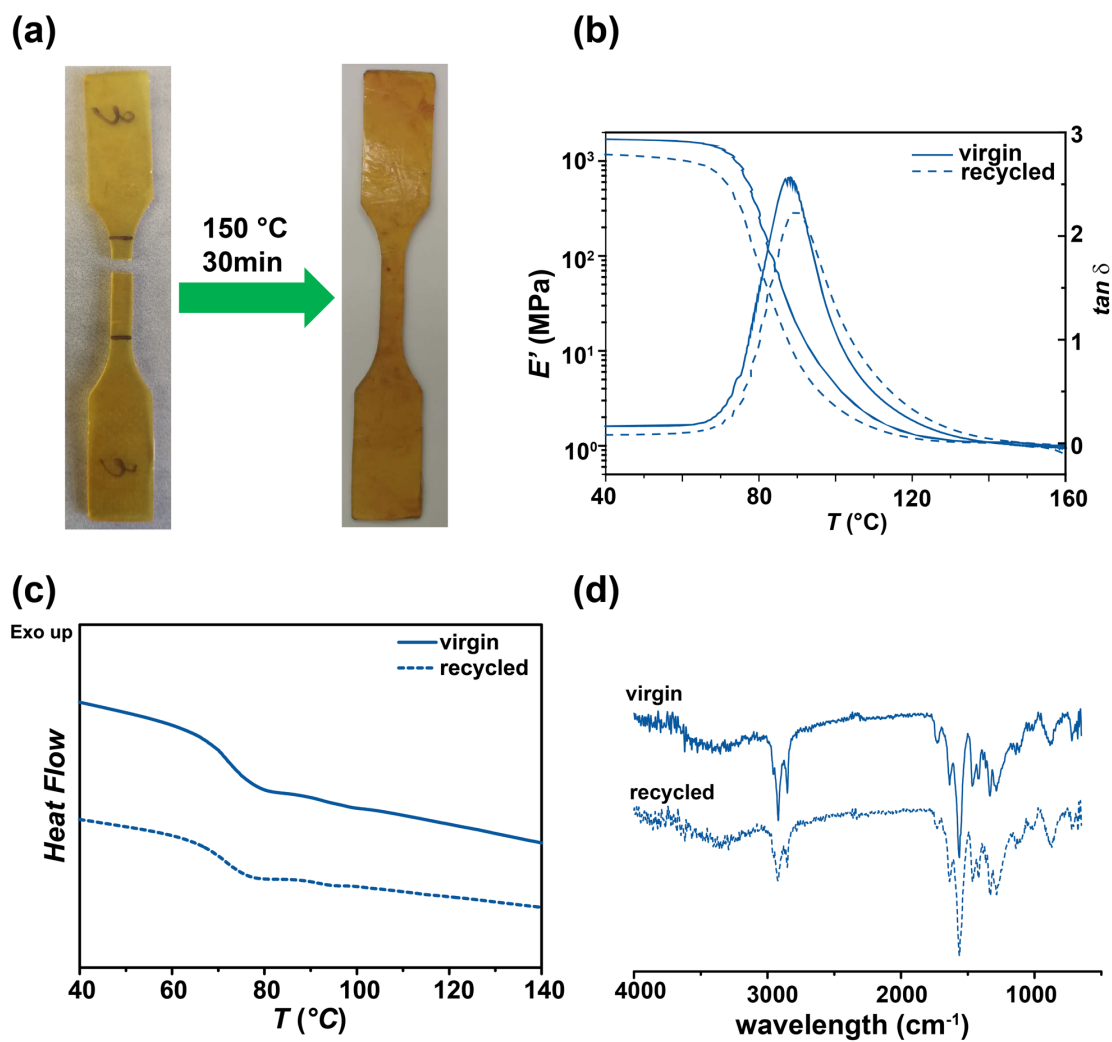 (a)
150 °C
30min
(b)
E' (MPa)
10³
10²
10¹
10⁰
virgin
recycled
3
2
1
0
tan δ
40
80
120
160
T (°C)
(c)
Exo up
virgin
recycled
Heat Flow
40
60
80
100
120
140
T (°C)
(d)
virgin
recycled
4000
3000
2000
1000
wavelength (cm⁻¹)